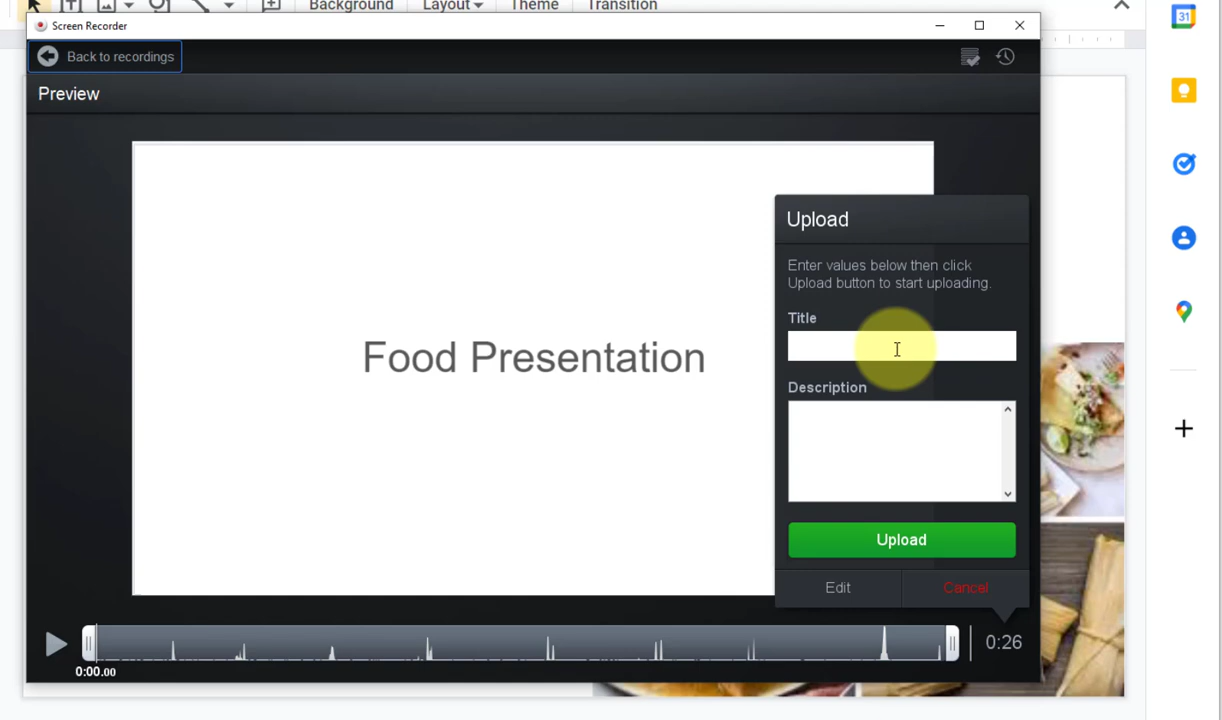 Background Layout Theme Transition
Screen Recorder
Back to recordings
Preview
31
Food Presentation
Upload
Enter values below then click
Upload button to start uploading.
Title
Description
Upload
Edit Cancel
0:26
0:00.00